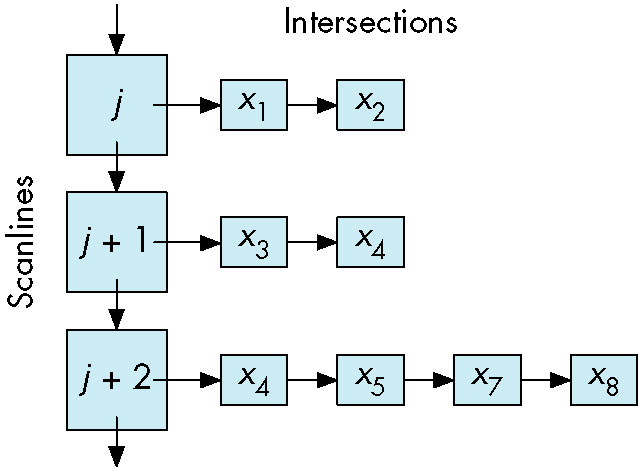 Intersections
Scanlines
j x₁ x₂
j + 1 x₃ x₄
j + 2 x₄ x₅ x₇ x₈